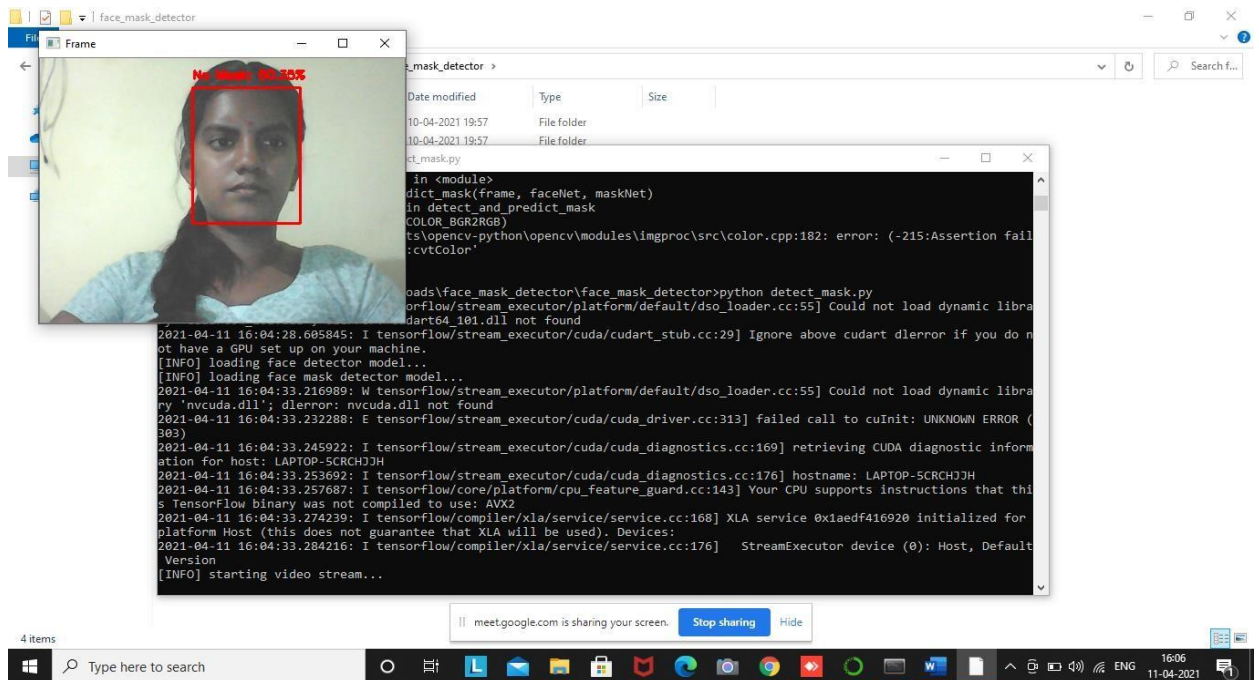 face_mask_detector
File
Frame
No Mask:
_mask_detector
Search f...
Date modified
Type
Size
10-04-2021 19:57
File folder
10-04-2021 19:57
File folder
ct_mask.py
in <module>
dict_mask(frame, faceNet, maskNet)
in detect_and_predict_mask
COLOR_BGR2RGB)
ts\opencv-python\opencv\modules\imgproc\src\color.cpp:182: error: (-215:Assertion fail
:cvtColor'
oads\face_mask_detector\face_mask_detector>python detect_mask.py
orflow/stream_executor/platform/default/dso_loader.cc:55] Could not load dynamic libra
dart64_101.dll not found
2021-04-11 16:04:28.605845: I tensorflow/stream_executor/cuda/cudart_stub.cc:29] Ignore above cudart dlerror if you do n
ot have a GPU set up on your machine.
[INFO] loading face detector model...
[INFO] loading face mask detector model...
2021-04-11 16:04:33.216989: W tensorflow/stream_executor/platform/default/dso_loader.cc:55] Could not load dynamic libra
ry 'nvcuda.dll'; dlerror: nvcuda.dll not found
2021-04-11 16:04:33.232288: E tensorflow/stream_executor/cuda/cuda_driver.cc:313] failed call to cuInit: UNKNOWN ERROR (
303)
2021-04-11 16:04:33.245922: I tensorflow/stream_executor/cuda/cuda_diagnostics.cc:169] retrieving CUDA diagnostic inform
ation for host: LAPTOP-5CRCHJJH
2021-04-11 16:04:33.253692: I tensorflow/stream_executor/cuda/cuda_diagnostics.cc:176] hostname: LAPTOP-5CRCHJJH
2021-04-11 16:04:33.257687: I tensorflow/core/platform/cpu_feature_guard.cc:143] Your CPU supports instructions that thi
s TensorFlow binary was not compiled to use: AVX2
2021-04-11 16:04:33.274239: I tensorflow/compiler/xla/service/service.cc:168] XLA service 0x1aedf416920 initialized for
platform Host (this does not guarantee that XLA will be used). Devices:
2021-04-11 16:04:33.284216: I tensorflow/compiler/xla/service/service.cc:176]   StreamExecutor device (0): Host, Default
Version
[INFO] starting video stream...
meet.google.com is sharing your screen.
Stop sharing
Hide
4 items
Type here to search
ENG
16:06
11-04-2021